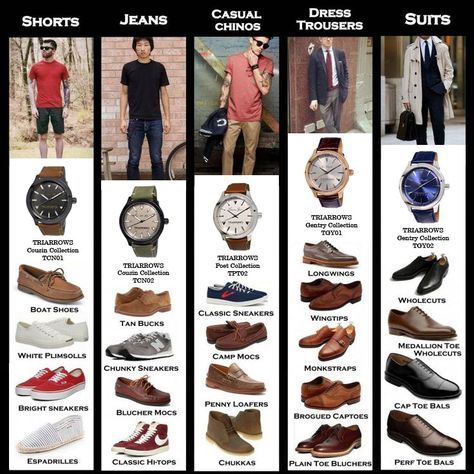 SHORTS
TRIARROWS
Cousin Collection
TCN01
BOAT SHOES
WHITE PLIMSOLLS
BRIGHT SNEAKERS
ESPADRILLES
JEANS
TRIARROWS
Cousin Collection
TCN02
TAN BUCKS
CHUNKY SNEAKERS
BLUCHER MOCS
CLASSIC HI-TOPS
CASUAL
CHINOS
TRIARROWS
Post Collection
TPT02
CLASSIC SNEAKERS
CAMP MOCS
PENNY LOAFERS
CHUKKAS
DRESS
TROUSERS
TRIARROWS
Gentry Collection
TGY01
LONGWINGS
WINGTIPS
MONKSTRAPS
BROGUED CAPTOES
PLAIN TOE BLUCHERS
SUITS
TRIARROWS
Gentry Collection
TGY02
WHOLECUTS
MEDALLION TOE
WHOLECUTS
CAP TOE BALS
PERF TOE BALS